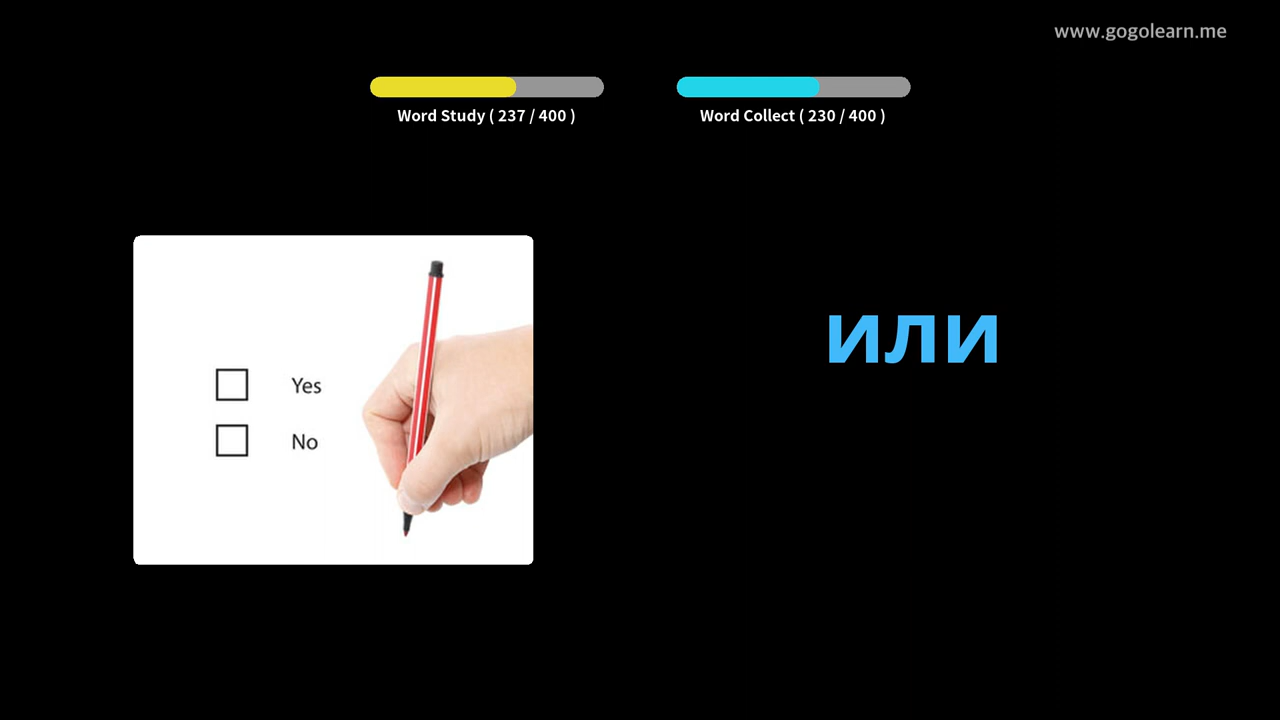 www.gogolearn.me
Word Study ( 237 / 400 )
Word Collect ( 230 / 400 )
Yes
No
или